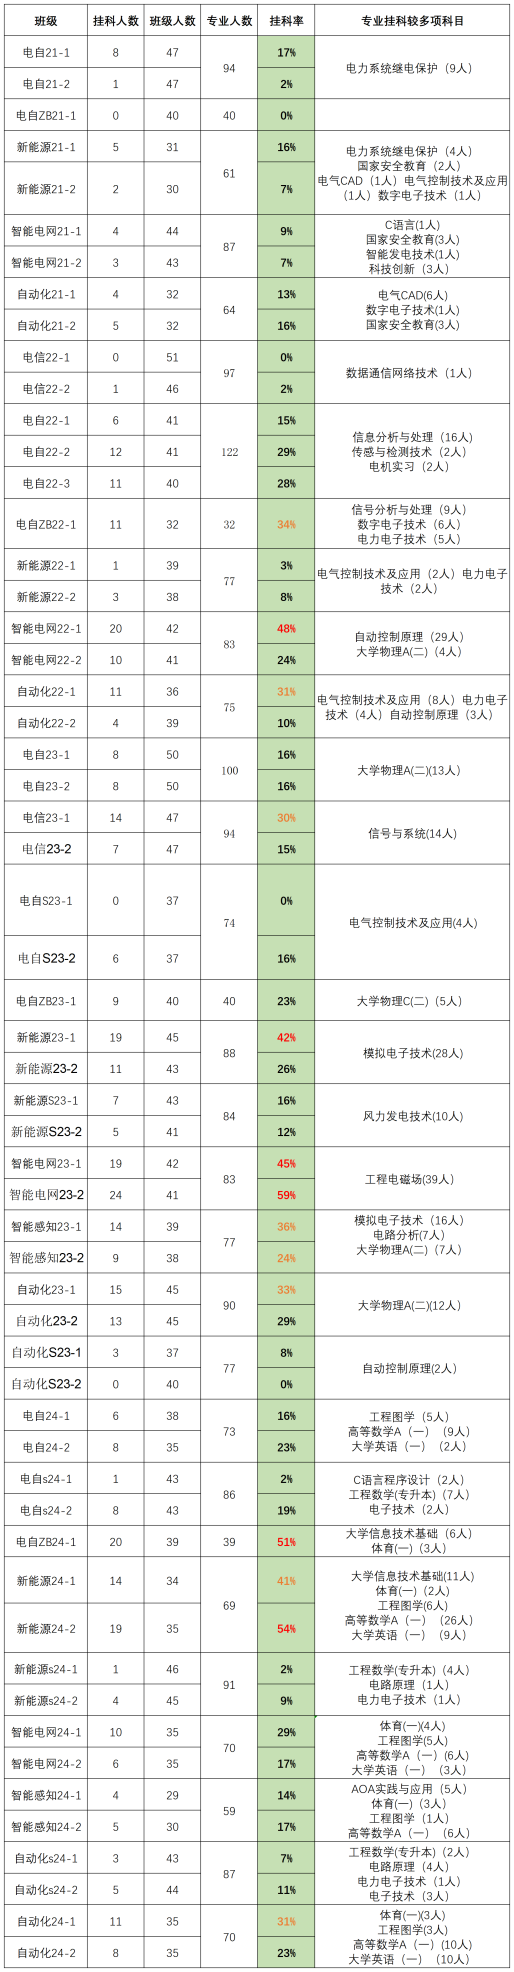 班级 挂科人数 班级人数 专业人数 挂科率 专业挂科较多项科目
电自21-1 8 47 94 17% 电力系统继电保护（9人）
电自21-2 1 47 2%
电自ZB21-1 0 40 40 0%
新能源21-1 5 31 61 16% 电力系统继电保护（4人）
国家安全教育（2人）
电气CAD（1人）电气控制技术及应用
（1人）数字电子技术（1人）
新能源21-2 2 30 7%
智能电网21-1 4 44 87 9% C语言(1人)
国家安全教育(3人)
智能发电技术(1人)
科技创新（3人）
智能电网21-2 3 43 7%
自动化21-1 4 32 64 13% 电气CAD(6人)
数字电子技术(1人)
国家安全教育(3人)
自动化21-2 5 32 16%
电信22-1 0 51 97 0% 数据通信网络技术（1人）
电信22-2 1 46 2%
电自22-1 6 41 122 15% 信息分析与处理（16人)
传感与检测技术（2人）
电机实习（2人）
电自22-2 12 41 29%
电自22-3 11 40 28%
电自ZB22-1 11 32 32 34% 信号分析与处理（9人）
数字电子技术（6人）
电力电子技术（5人）
新能源22-1 1 39 77 3% 电气控制技术及应用（2人）电力电子
技术（2人）
新能源22-2 3 38 8%
智能电网22-1 20 42 83 48% 自动控制原理（29人）
大学物理A(二)（4人）
智能电网22-2 10 41 24%
自动化22-1 11 36 75 31% 电气控制技术及应用（8人）电力电子
技术（4人）自动控制原理（3人）
自动化22-2 4 39 10%
电自23-1 8 50 100 16% 大学物理A(二)(13人)
电自23-2 8 50 16%
电信23-1 14 47 94 30% 信号与系统(14人)
电信23-2 7 47 15%
电自S23-1 0 37 74 0% 电气控制技术及应用(4人)
电自S23-2 6 37 16%
电自ZB23-1 9 40 40 23% 大学物理C(二)（5人）
新能源23-1 19 45 88 42% 模拟电子技术(28人)
新能源23-2 11 43 26%
新能源S23-1 7 43 84 16% 风力发电技术(10人)
新能源S23-2 5 41 12%
智能电网23-1 19 42 83 45% 工程电磁场(39人)
智能电网23-2 24 41 59%
智能感知23-1 14 39 77 36% 模拟电子技术（16人）
电路分析(7人）
大学物理A(二)（7人）
智能感知23-2 9 38 24%
自动化23-1 15 45 90 33% 大学物理A(二)(12人)
自动化23-2 13 45 29%
自动化S23-1 3 37 77 8% 自动控制原理(2人)
自动化S23-2 0 40 0%
电自24-1 6 38 73 16% 工程图学（5人）
高等数学A（一）（9人）
大学英语（一）（2人）
电自24-2 8 35 23%
电自s24-1 1 43 86 2% C语言程序设计（2人）
工程数学(专升本)（7人）
电子技术（2人）
电自s24-2 8 43 19%
电自ZB24-1 20 39 39 51% 大学信息技术基础（6人）
体育(一)（3人）
新能源24-1 14 34 69 41% 大学信息技术基础(11人)
体育(一)（2人）
工程图学(6人)
高等数学A（一）（26人）
大学英语（一）（9人）
新能源24-2 19 35 54%
新能源s24-1 1 46 91 2% 工程数学(专升本)（4人）
电路原理（1人）
电力电子技术（1人）
新能源s24-2 4 45 9%
智能电网24-1 10 35 70 29% 体育(一)(4人)
工程图学(5人)
高等数学A（一）(6人)
大学英语（一）（3人）
智能电网24-2 6 35 17%
智能感知24-1 4 29 59 14% AOA实践与应用（5人）
体育(一)（3人）
工程图学（1人）
高等数学A（一）（6人）
智能感知24-2 5 30 17%
自动化s24-1 3 43 87 7% 工程数学(专升本)（2人）
电路原理（4人）
电力电子技术（1人）
电子技术（3人）
自动化s24-2 5 44 11%
自动化24-1 11 35 70 31% 体育(一)(3人)
工程图学(3人)
高等数学A（一）(10人)
大学英语（一）（10人）
自动化24-2 8 35 23%